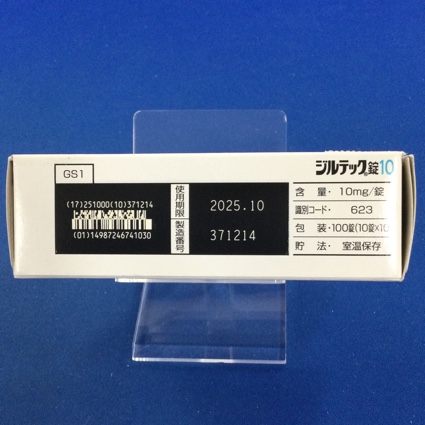 GS1
(17)251000(10)371214
(01)14987246741030
使用期限
2025.10
製造番号
371214
ジルテック®錠10
含 量・ 10mg/錠
識別コード・ 623
包 装・100錠(10錠×10
貯 法・ 室温保存